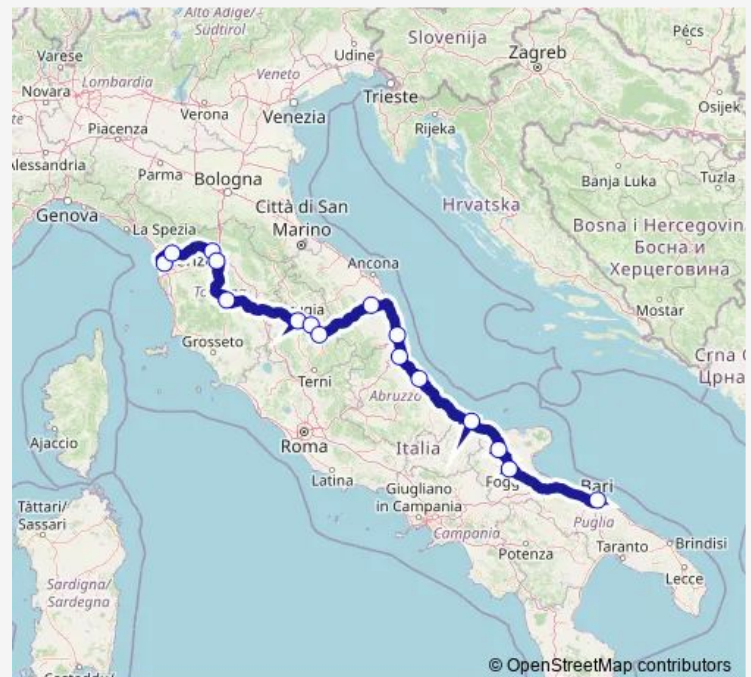 Alto Adige/
Südtirol
Slovenija
Pécs
Varese
Udine
Zagreb
Lombardia
Veneto
Trieste
Novara
Verona
Venezia
Osijek
Piacenza
Rijeka
Alessandria
Parma
Bologna
Banja Luka
Tuzla
Genova
Città di San
Marino
Hrvatska
La Spezia
Bosna i Hercegovin
Босна и
Херцеговина
Ancona
Mostar
Grosseto
Terni
Crna
Црна
Abruzzo
Ajaccio
Roma
Italia
Latina
Bari
Giugliano
in Campania
Puglia
Tàttari/
Sassari
Campania
Taranto
Brindisi
Potenza
Lecce
Sardigna/
Sardegna
© OpenStreetMap contributors